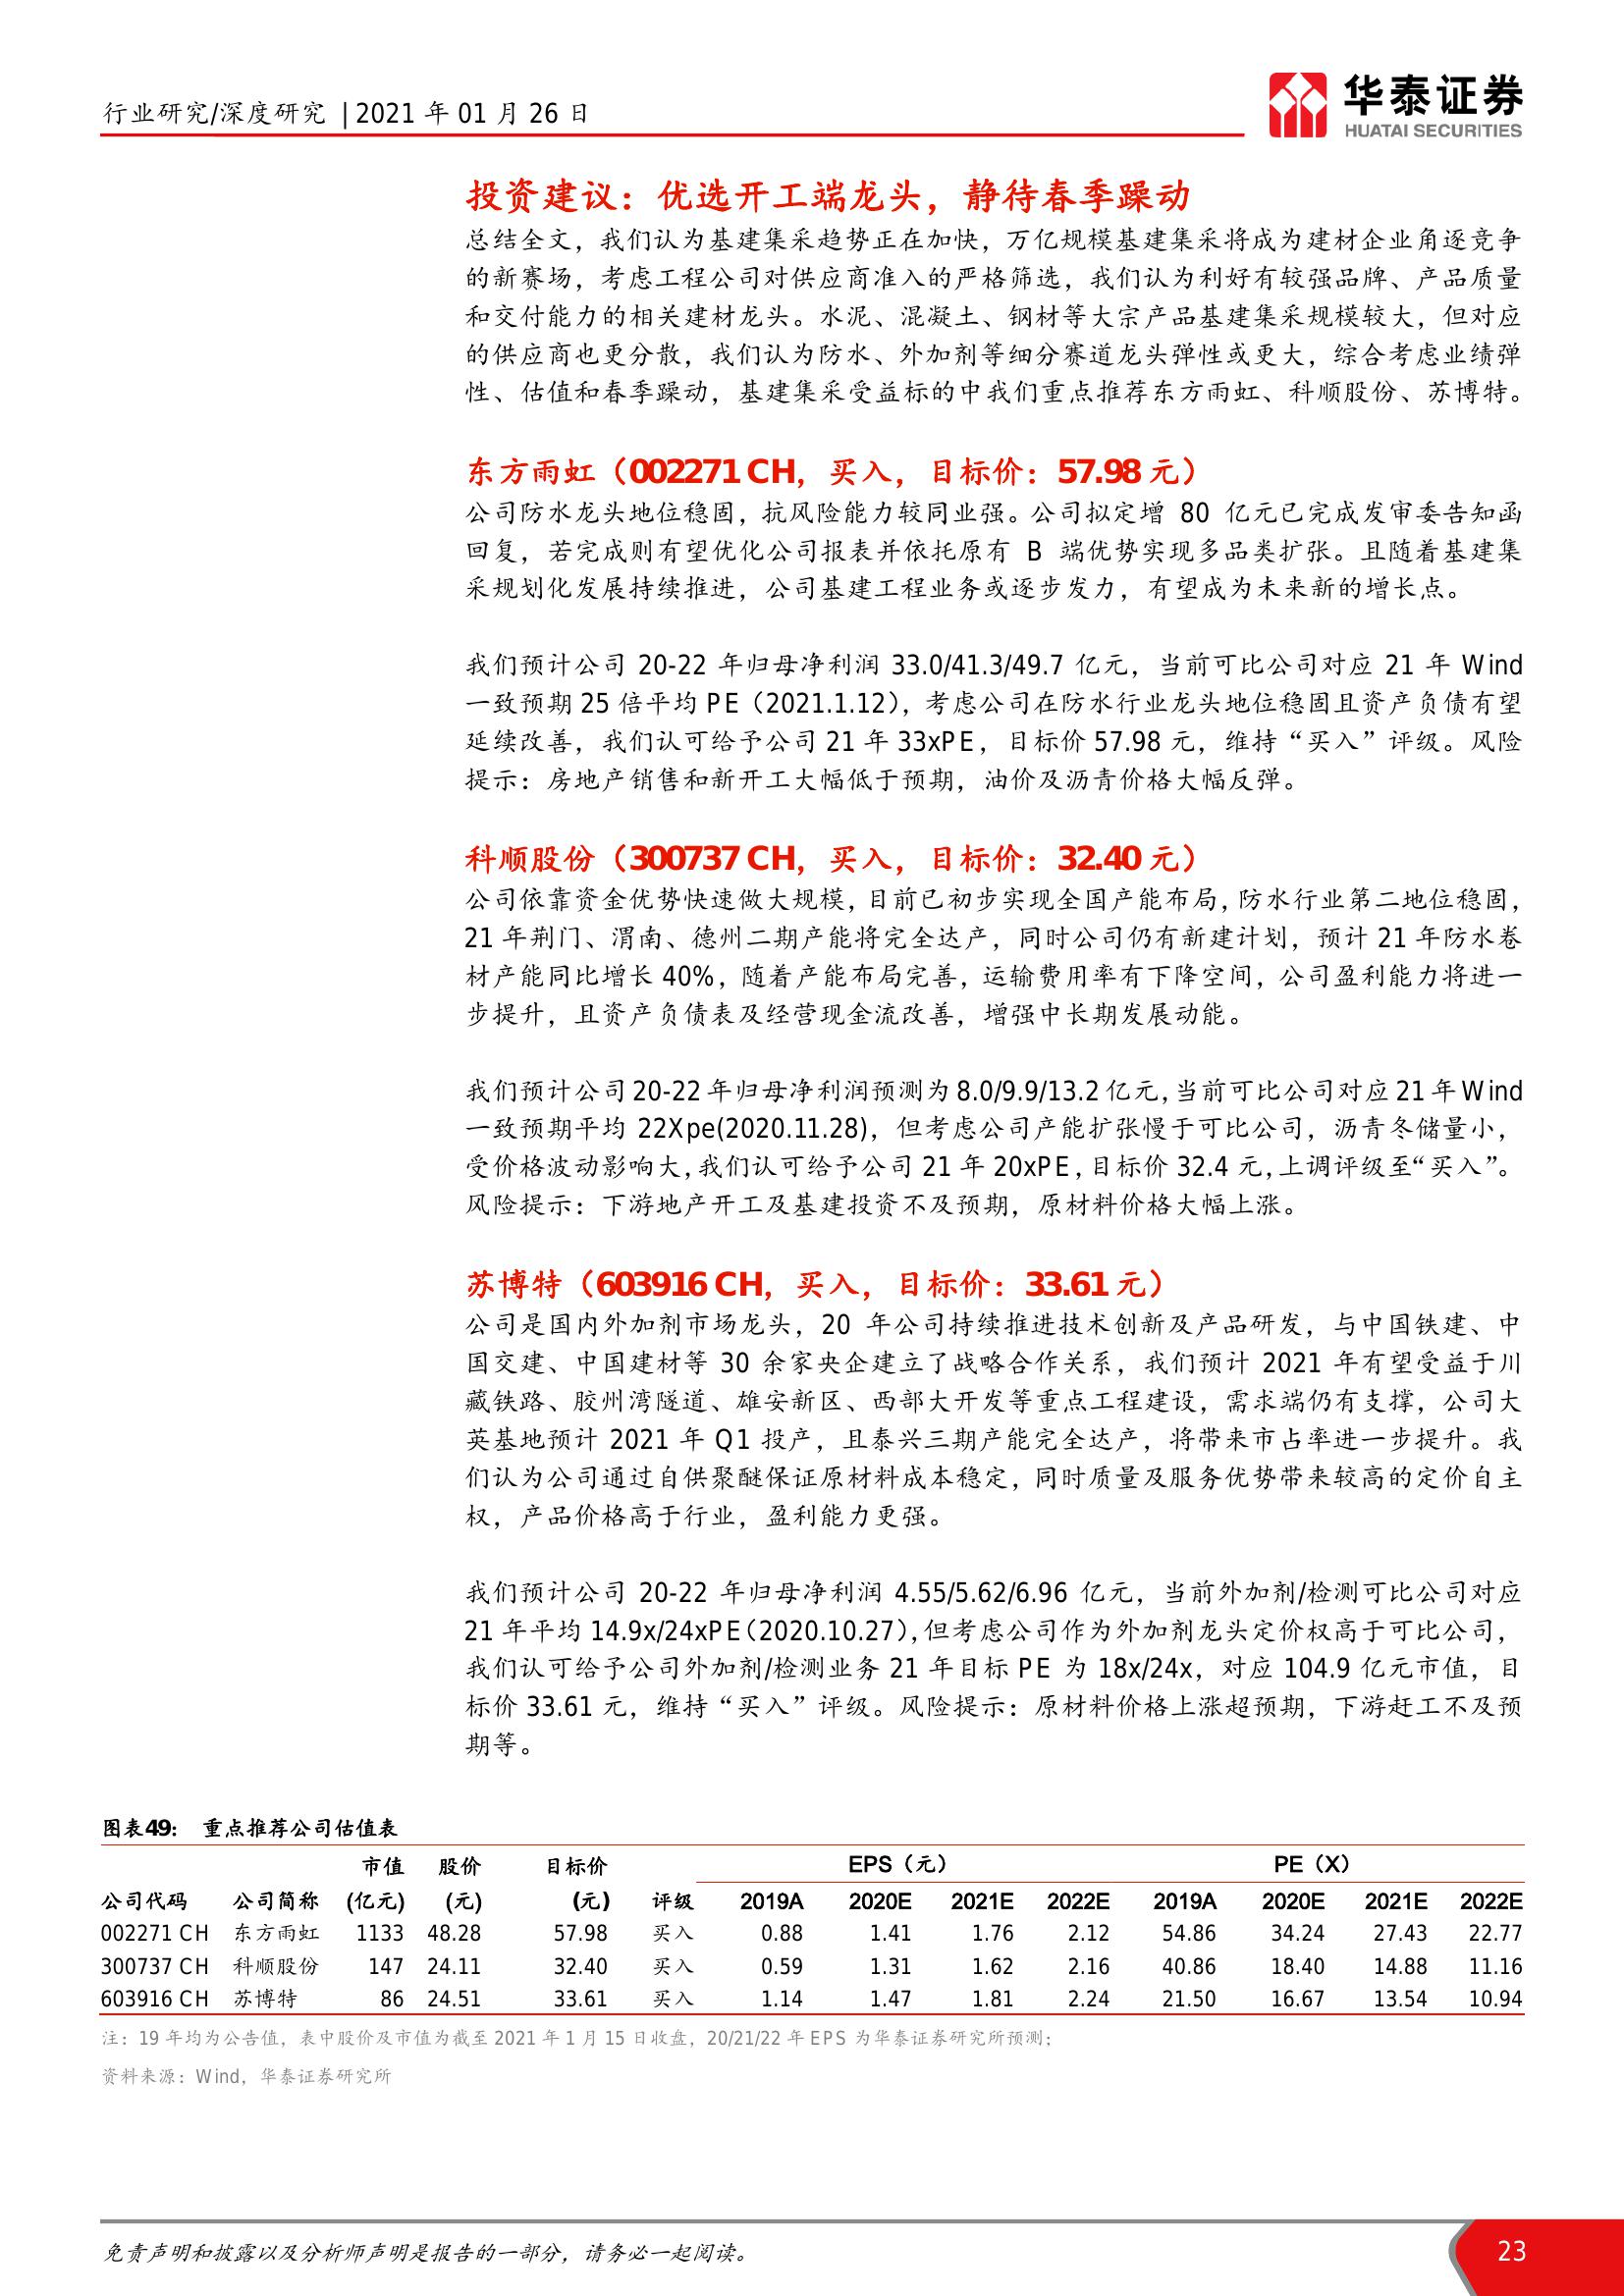 行业研究/深度研究 | 2021 年 01 月 26 日
华泰证券
HUATAI SECURITIES
投资建议：优选开工端龙头，静待春季躁动
总结全文，我们认为基建集采趋势正在加快，万亿规模基建集采将成为建材企业角逐竞争
的新赛场，考虑工程公司对供应商准入的严格筛选，我们认为利好有较强品牌、产品质量
和交付能力的相关建材龙头。水泥、混凝土、钢材等大宗产品基建集采规模较大，但对应
的供应商也更分散，我们认为防水、外加剂等细分赛道龙头弹性或更大，综合考虑业绩弹
性、估值和春季躁动，基建集采受益标的中我们重点推荐东方雨虹、科顺股份、苏博特。
东方雨虹（002271 CH，买入，目标价：57.98 元）
公司防水龙头地位稳固，抗风险能力较同业强。公司拟定增 80 亿元已完成发审委告知函
回复，若完成则有望优化公司报表并依托原有 B 端优势实现多品类扩张。且随着基建集
采规划化发展持续推进，公司基建工程业务或逐步发力，有望成为未来新的增长点。
我们预计公司 20-22 年归母净利润 33.0/41.3/49.7 亿元，当前可比公司对应 21 年 Wind
一致预期 25 倍平均 PE（2021.1.12），考虑公司在防水行业龙头地位稳固且资产负债有望
延续改善，我们认可给予公司 21 年 33xPE，目标价 57.98 元，维持“买入”评级。风险
提示：房地产销售和新开工大幅低于预期，油价及沥青价格大幅反弹。
科顺股份（300737 CH，买入，目标价：32.40 元）
公司依靠资金优势快速做大规模，目前已初步实现全国产能布局，防水行业第二地位稳固，
21 年荆门、渭南、德州二期产能将完全达产，同时公司仍有新建计划，预计 21 年防水卷
材产能同比增长 40%，随着产能布局完善，运输费用率有下降空间，公司盈利能力将进一
步提升，且资产负债表及经营现金流改善，增强中长期发展动能。
我们预计公司 20-22 年归母净利润预测为 8.0/9.9/13.2 亿元，当前可比公司对应 21 年 Wind
一致预期平均 22Xpe(2020.11.28)，但考虑公司产能扩张慢于可比公司，沥青冬储量小，
受价格波动影响大，我们认可给予公司 21 年 20xPE，目标价 32.4 元，上调评级至“买入”。
风险提示：下游地产开工及基建投资不及预期，原材料价格大幅上涨。
苏博特（603916 CH，买入，目标价：33.61 元）
公司是国内外加剂市场龙头，20 年公司持续推进技术创新及产品研发，与中国铁建、中
国交建、中国建材等 30 余家央企建立了战略合作关系，我们预计 2021 年有望受益于川
藏铁路、胶州湾隧道、雄安新区、西部大开发等重点工程建设，需求端仍有支撑，公司大
英基地预计 2021 年 Q1 投产，且泰兴三期产能完全达产，将带来市占率进一步提升。我
们认为公司通过自供聚醚保证原材料成本稳定，同时质量及服务优势带来较高的定价自主
权，产品价格高于行业，盈利能力更强。
我们预计公司 20-22 年归母净利润 4.55/5.62/6.96 亿元，当前外加剂/检测可比公司对应
21 年平均 14.9x/24xPE（2020.10.27），但考虑公司作为外加剂龙头定价权高于可比公司，
我们认可给予公司外加剂/检测业务 21 年目标 PE 为 18x/24x，对应 104.9 亿元市值，目
标价 33.61 元，维持“买入”评级。风险提示：原材料价格上涨超预期，下游赶工不及预
期等。
图表49： 重点推荐公司估值表
市值 股价 目标价 EPS（元） PE（X）
公司代码 公司简称 (亿元) (元) (元) 评级 2019A 2020E 2021E 2022E 2019A 2020E 2021E 2022E
002271 CH 东方雨虹 1133 48.28 57.98 买入 0.88 1.41 1.76 2.12 54.86 34.24 27.43 22.77
300737 CH 科顺股份 147 24.11 32.40 买入 0.59 1.31 1.62 2.16 40.86 18.40 14.88 11.16
603916 CH 苏博特 86 24.51 33.61 买入 1.14 1.47 1.81 2.24 21.50 16.67 13.54 10.94
注：19 年均为公告值，表中股价及市值为截至 2021 年 1 月 15 日收盘，20/21/22 年 EPS 为华泰证券研究所预测；
资料来源：Wind，华泰证券研究所
免责声明和披露以及分析师声明是报告的一部分，请务必一起阅读。
23